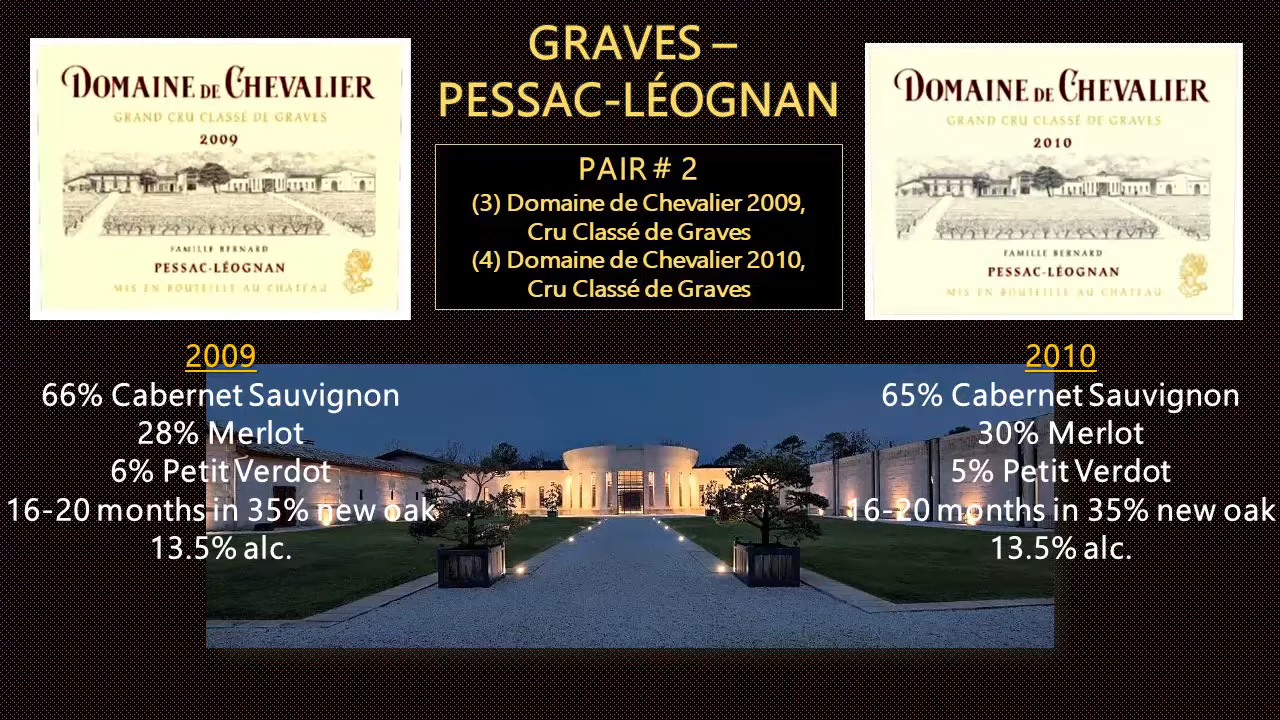 GRAVES –
PESSAC-LÉOGNAN
DOMAINE DE CHEVALIER
GRAND CRU CLASSÉ DE GRAVES
2009
FAMILLE BERNARD
PESSAC-LÉOGNAN
MIS EN BOUTEILLE AU CHÂTEAU
PAIR # 2
(3) Domaine de Chevalier 2009,
Cru Classé de Graves
(4) Domaine de Chevalier 2010,
Cru Classé de Graves
DOMAINE DE CHEVALIER
GRAND CRU CLASSÉ DE GRAVES
2010
FAMILLE BERNARD
PESSAC-LÉOGNAN
MIS EN BOUTEILLE AU CHÂTEAU
2009
66% Cabernet Sauvignon
28% Merlot
6% Petit Verdot
16-20 months in 35% new oak
13.5% alc.
2010
65% Cabernet Sauvignon
30% Merlot
5% Petit Verdot
16-20 months in 35% new oak
13.5% alc.